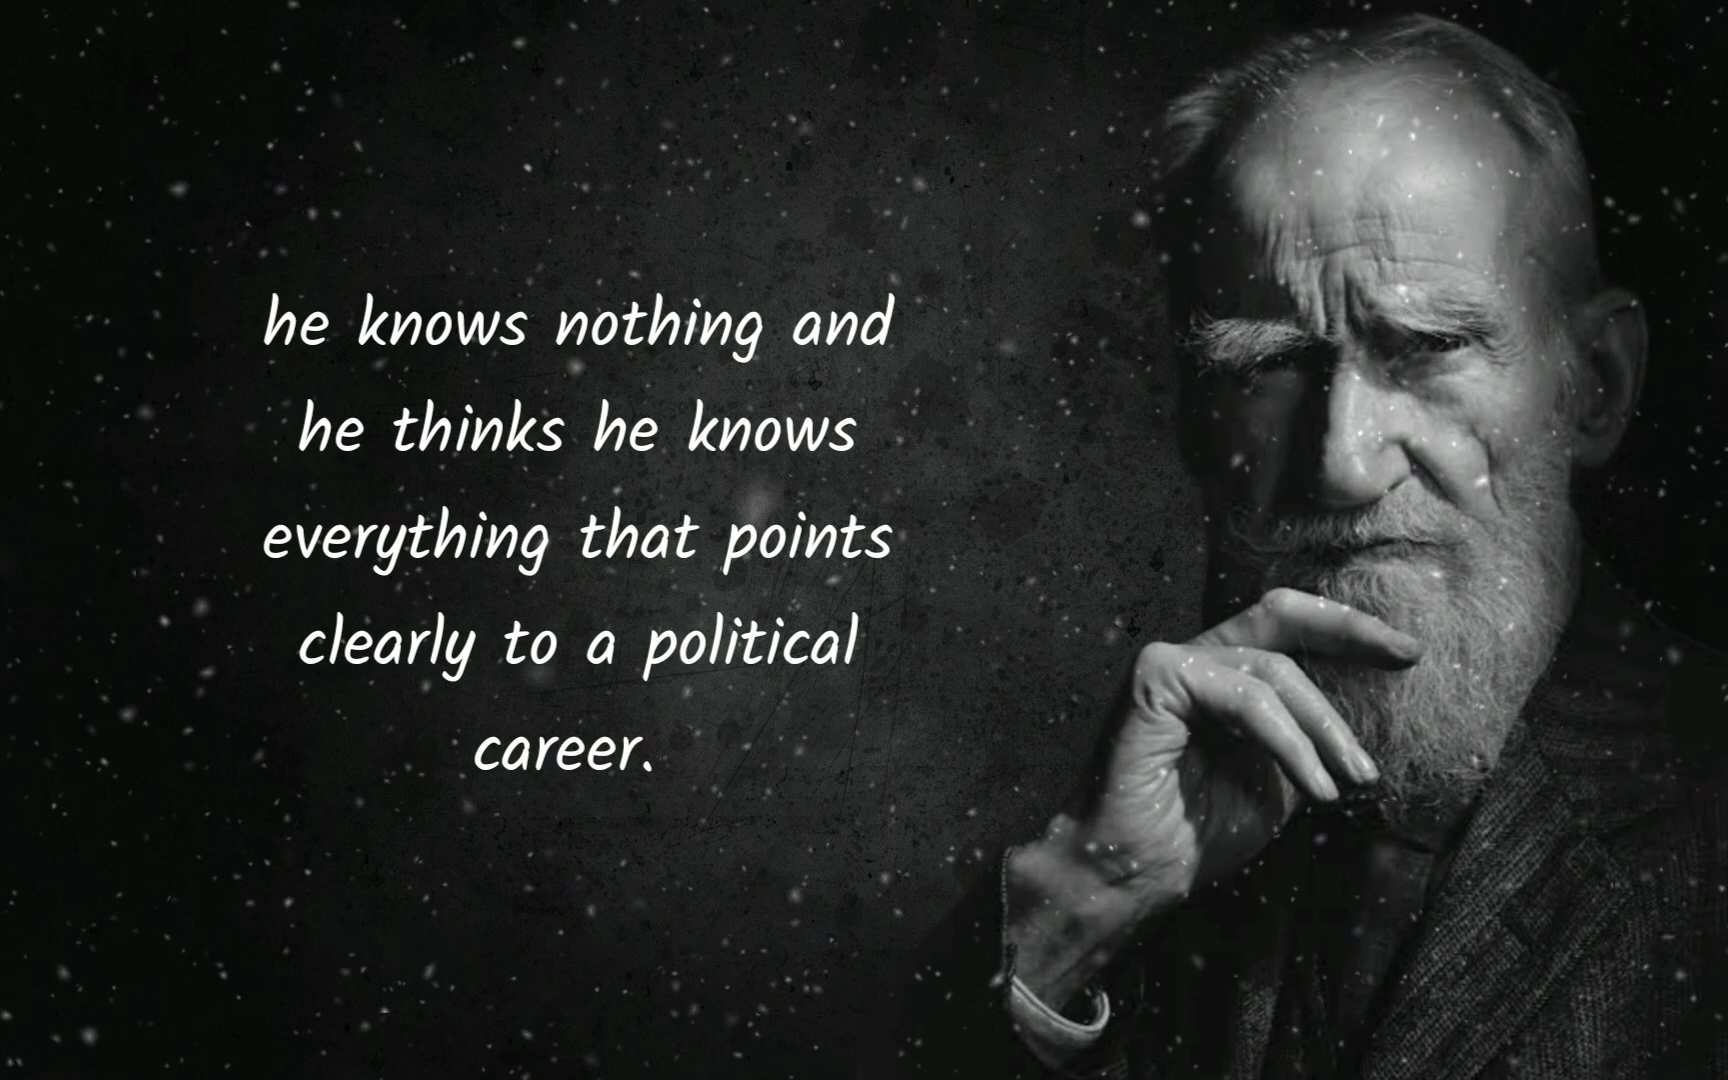 he knows nothing and
he thinks he knows
everything that points
clearly to a political
career.